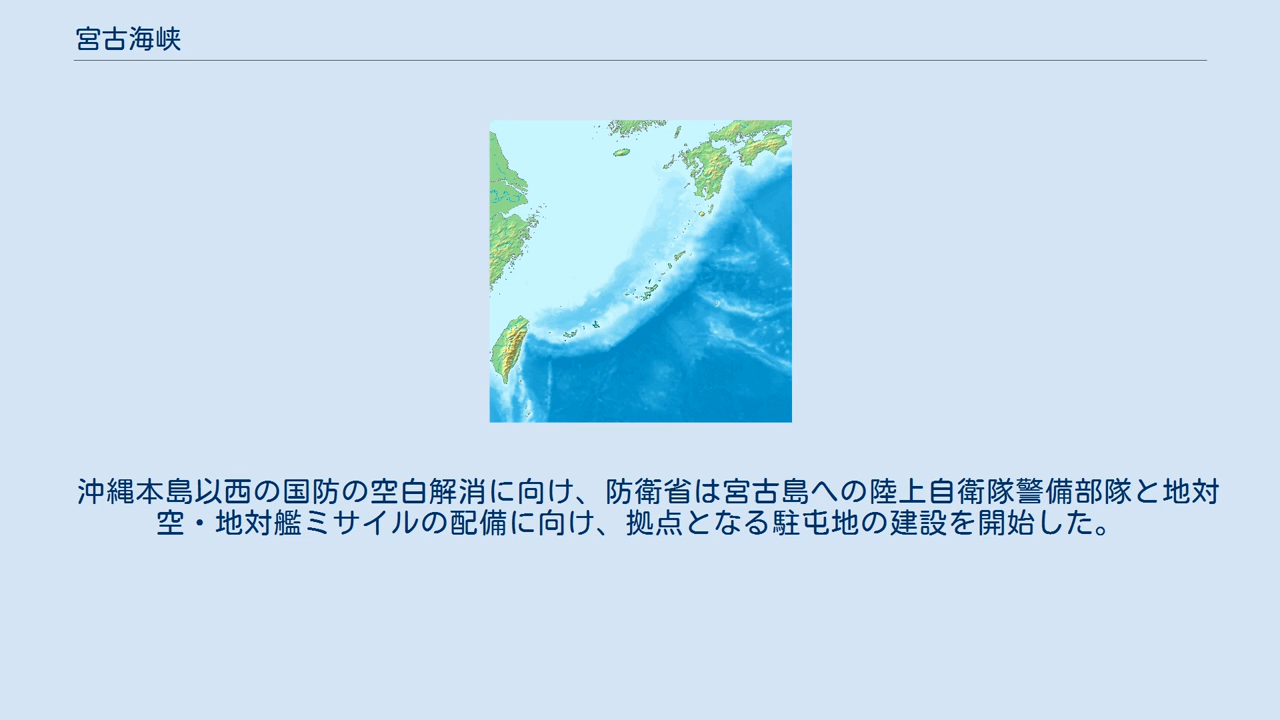 宮古海峡
沖縄本島以西の国防の空白解消に向け、防衛省は宮古島への陸上自衛隊警備部隊と地対
空・地対艦ミサイルの配備に向け、拠点となる駐屯地の建設を開始した。